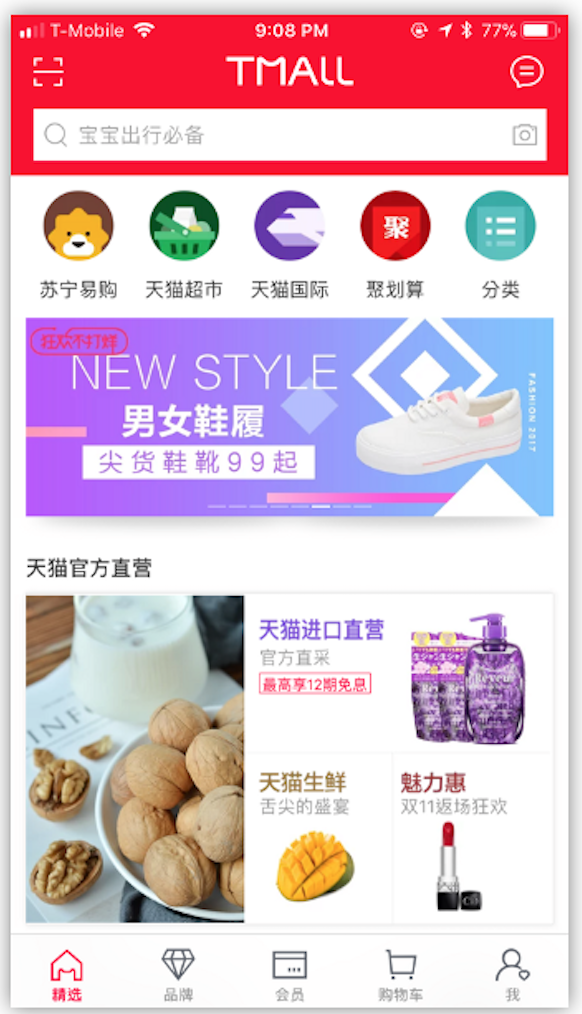 T-Mobile 9:08 PM 77%
TMALL
宝宝出行必备
聚
苏宁易购 天猫超市 天猫国际 聚划算 分类
狂欢不打烊
NEW STYLE
男女鞋履
尖货鞋靴99起
FASHION 2017
天猫官方直营
天猫进口直营
官方直采
最高享12期免息
Reveur
天猫生鲜 魅力惠
舌尖的盛宴 双11返场狂欢
精选 品牌 会员 购物车 我